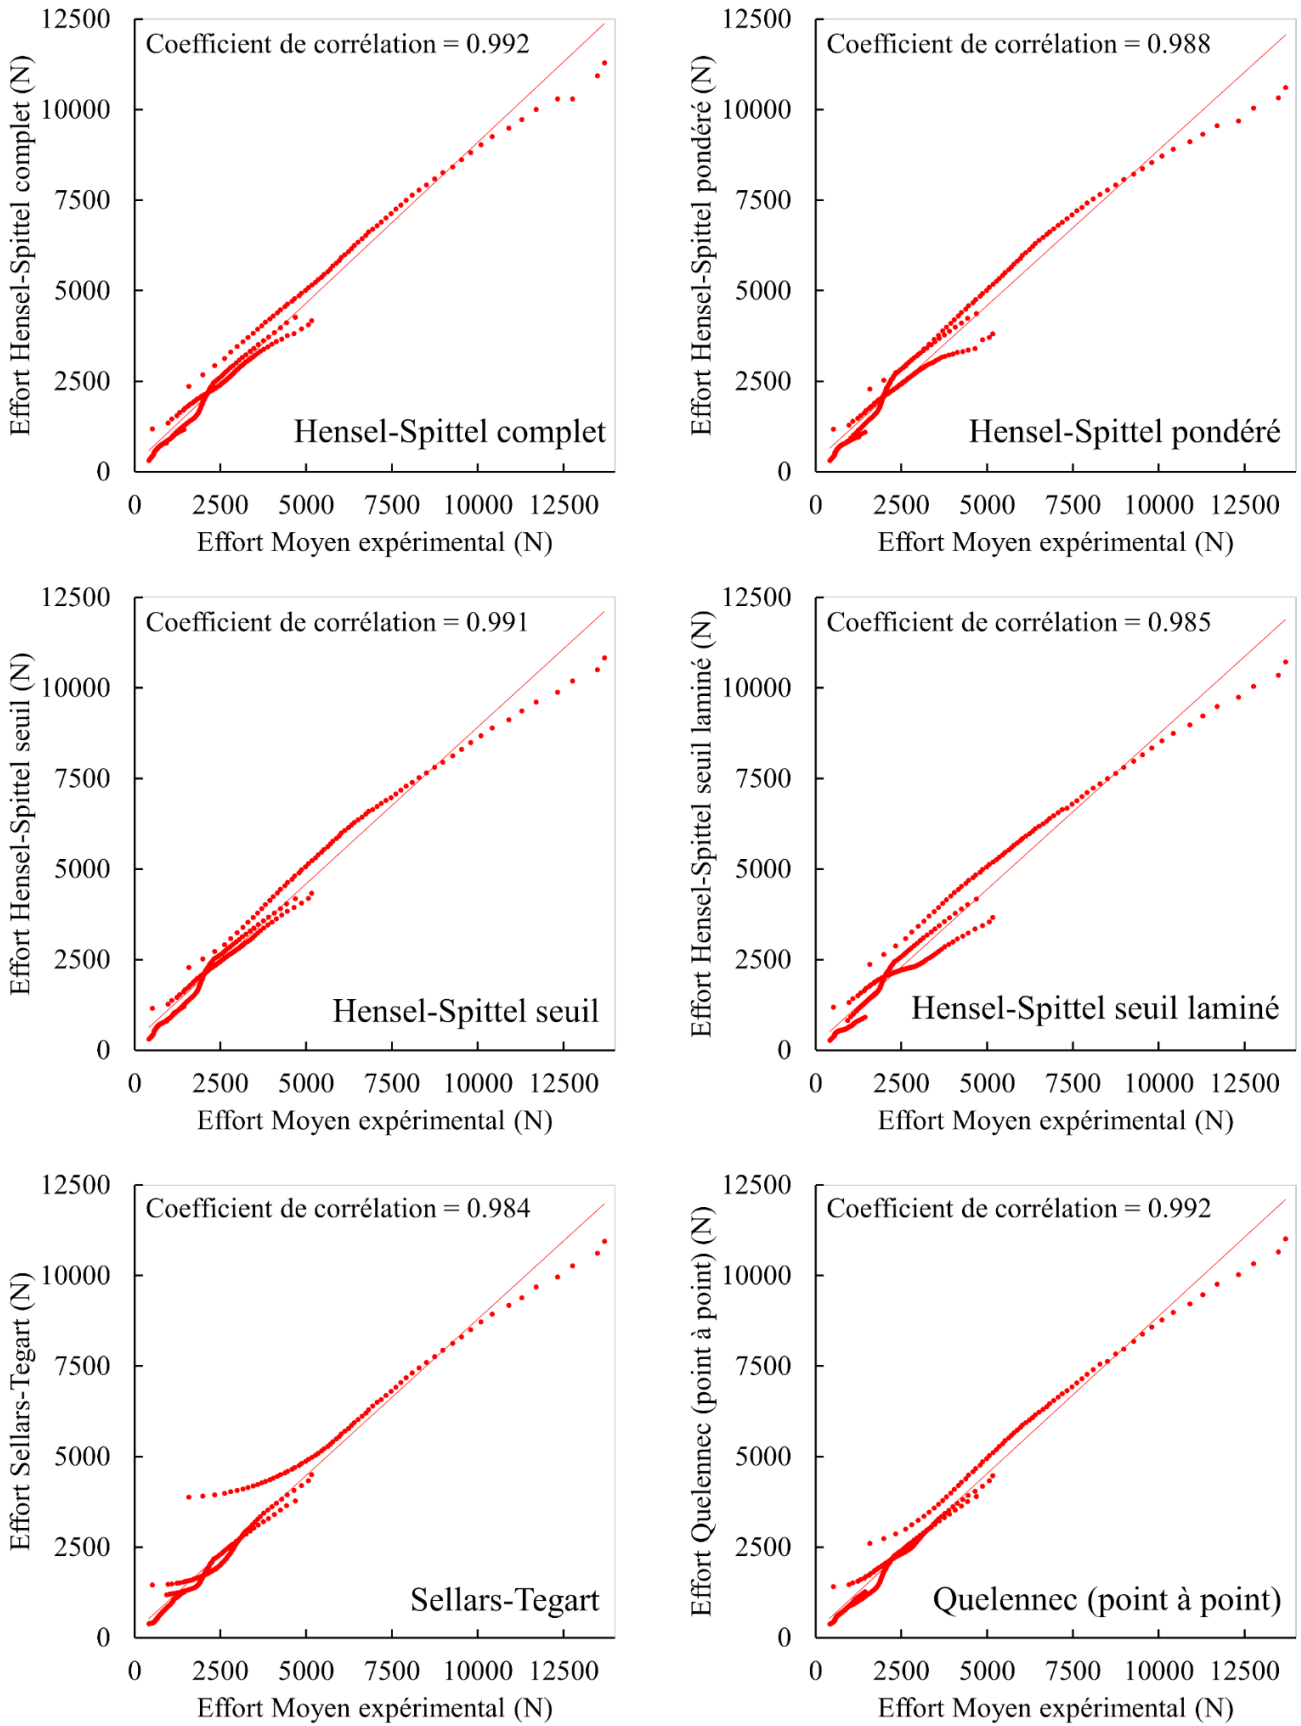 Coefficient de corrélation = 0.992
Effort Hensel-Spittel complet (N)
12500
10000
7500
5000
2500
0
Hensel-Spittel complet
0 2500 5000 7500 10000 12500
Effort Moyen expérimental (N)
Coefficient de corrélation = 0.988
Effort Hensel-Spittel pondéré (N)
12500
10000
7500
5000
2500
0
Hensel-Spittel pondéré
0 2500 5000 7500 10000 12500
Effort Moyen expérimental (N)
Coefficient de corrélation = 0.991
Effort Hensel-Spittel seuil (N)
12500
10000
7500
5000
2500
0
Hensel-Spittel seuil
0 2500 5000 7500 10000 12500
Effort Moyen expérimental (N)
Coefficient de corrélation = 0.985
Effort Hensel-Spittel seuil laminé (N)
12500
10000
7500
5000
2500
0
Hensel-Spittel seuil laminé
0 2500 5000 7500 10000 12500
Effort Moyen expérimental (N)
Coefficient de corrélation = 0.984
Effort Sellars-Tegart (N)
12500
10000
7500
5000
2500
0
Sellars-Tegart
0 2500 5000 7500 10000 12500
Effort Moyen expérimental (N)
Coefficient de corrélation = 0.992
Effort Quelennec (point à point) (N)
12500
10000
7500
5000
2500
0
Quelennec (point à point)
0 2500 5000 7500 10000 12500
Effort Moyen expérimental (N)